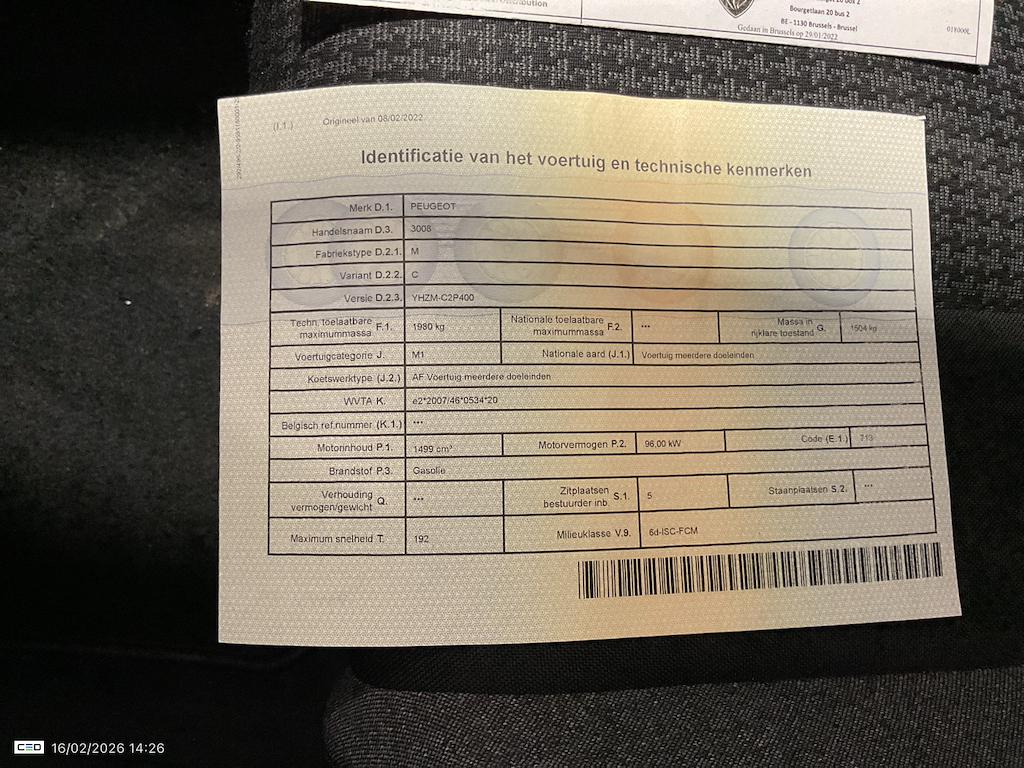 Bourgetlaan 20 bus 2
BE - 1130 Brussels - Brussel
Gedaan in Brussels op 29/01/2022
018000L
(I.1.) Origineel van 08/02/2022
Identificatie van het voertuig en technische kenmerken
Merk D.1. PEUGEOT
Handelsnaam D.3. 3008
Fabriekstype D.2.1. M
Variant D.2.2. C
Versie D.2.3. YHZM-C2P400
Techn. toelaatbare maximummassa F.1. 1980 kg Nationale toelaatbare maximummassa F.2. *** Massa in rijklare toestand G. 1504 kg
Voertuigcategorie J. M1 Nationale aard (J.1.) Voertuig meerdere doeleinden
Koetswerktype (J.2.) AF Voertuig meerdere doeleinden
WVTA K. e2*2007/46*0534*20
Belgisch ref.nummer (K.1.) ***
Motorinhoud P.1. 1499 cm³ Motorvermogen P.2. 96,00 kW Code (E.1.) 713
Brandstof P.3. Gasolie
Verhouding vermogen/gewicht Q. *** Zitplaatsen bestuurder inb. S.1. 5 Staanplaatsen S.2. ***
Maximum snelheid T. 192 Milieuklasse V.9. 6d-ISC-FCM
CEO 16/02/2026 14:26